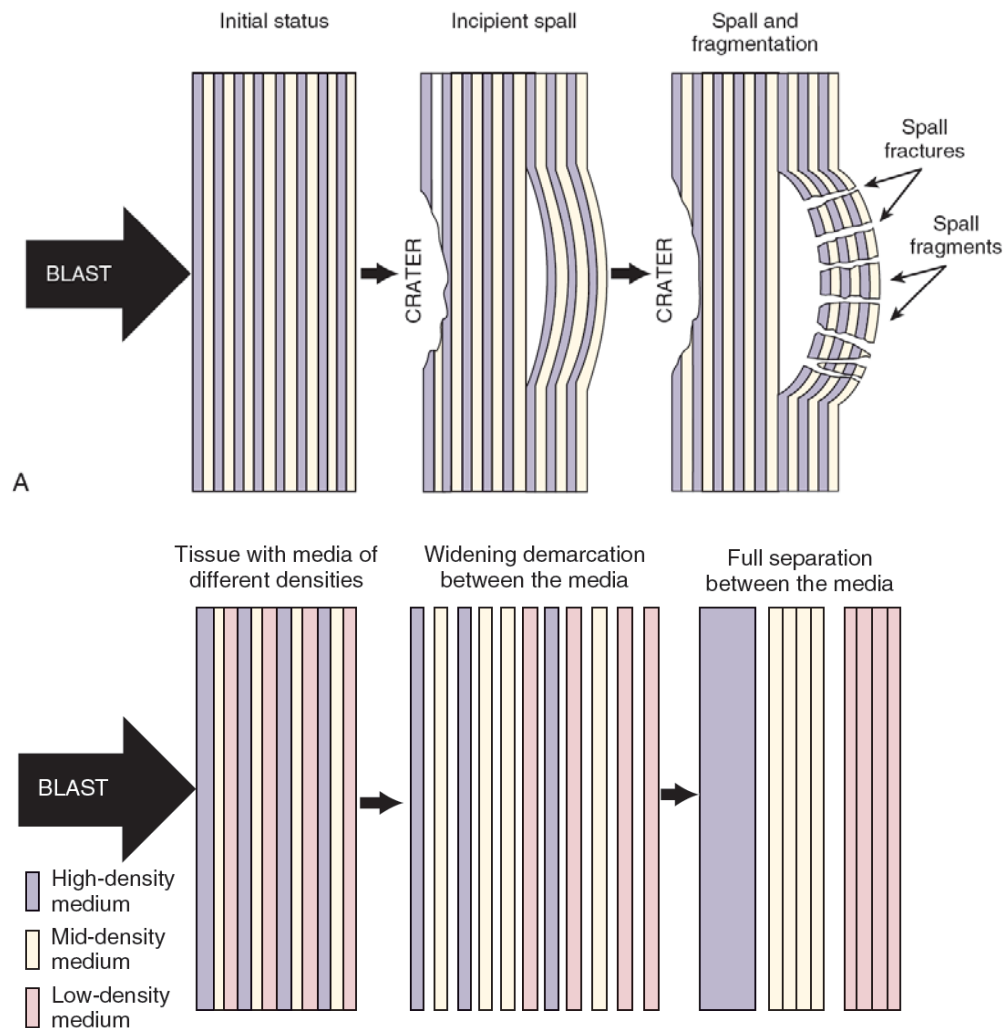 Initial status
Incipient spall
Spall and
fragmentation
BLAST
CRATER
CRATER
Spall
fractures
Spall
fragments
A
Tissue with media of
different densities
Widening demarcation
between the media
Full separation
between the media
BLAST
High-density
medium
Mid-density
medium
Low-density
medium